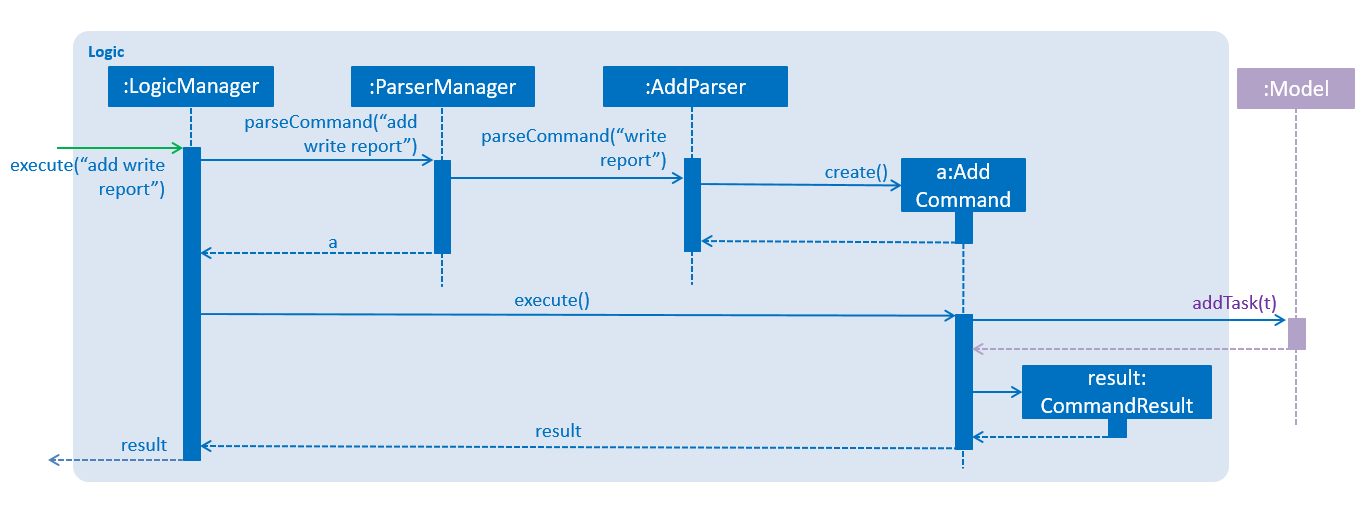 Logic
:LogicManager
:ParserManager
:AddParser
:Model
parseCommand(“add
write report”)
parseCommand(“write
report”)
execute(“add write
report”)
create()
a:Add
Command
a
execute()
addTask(t)
result:
CommandResult
result
result